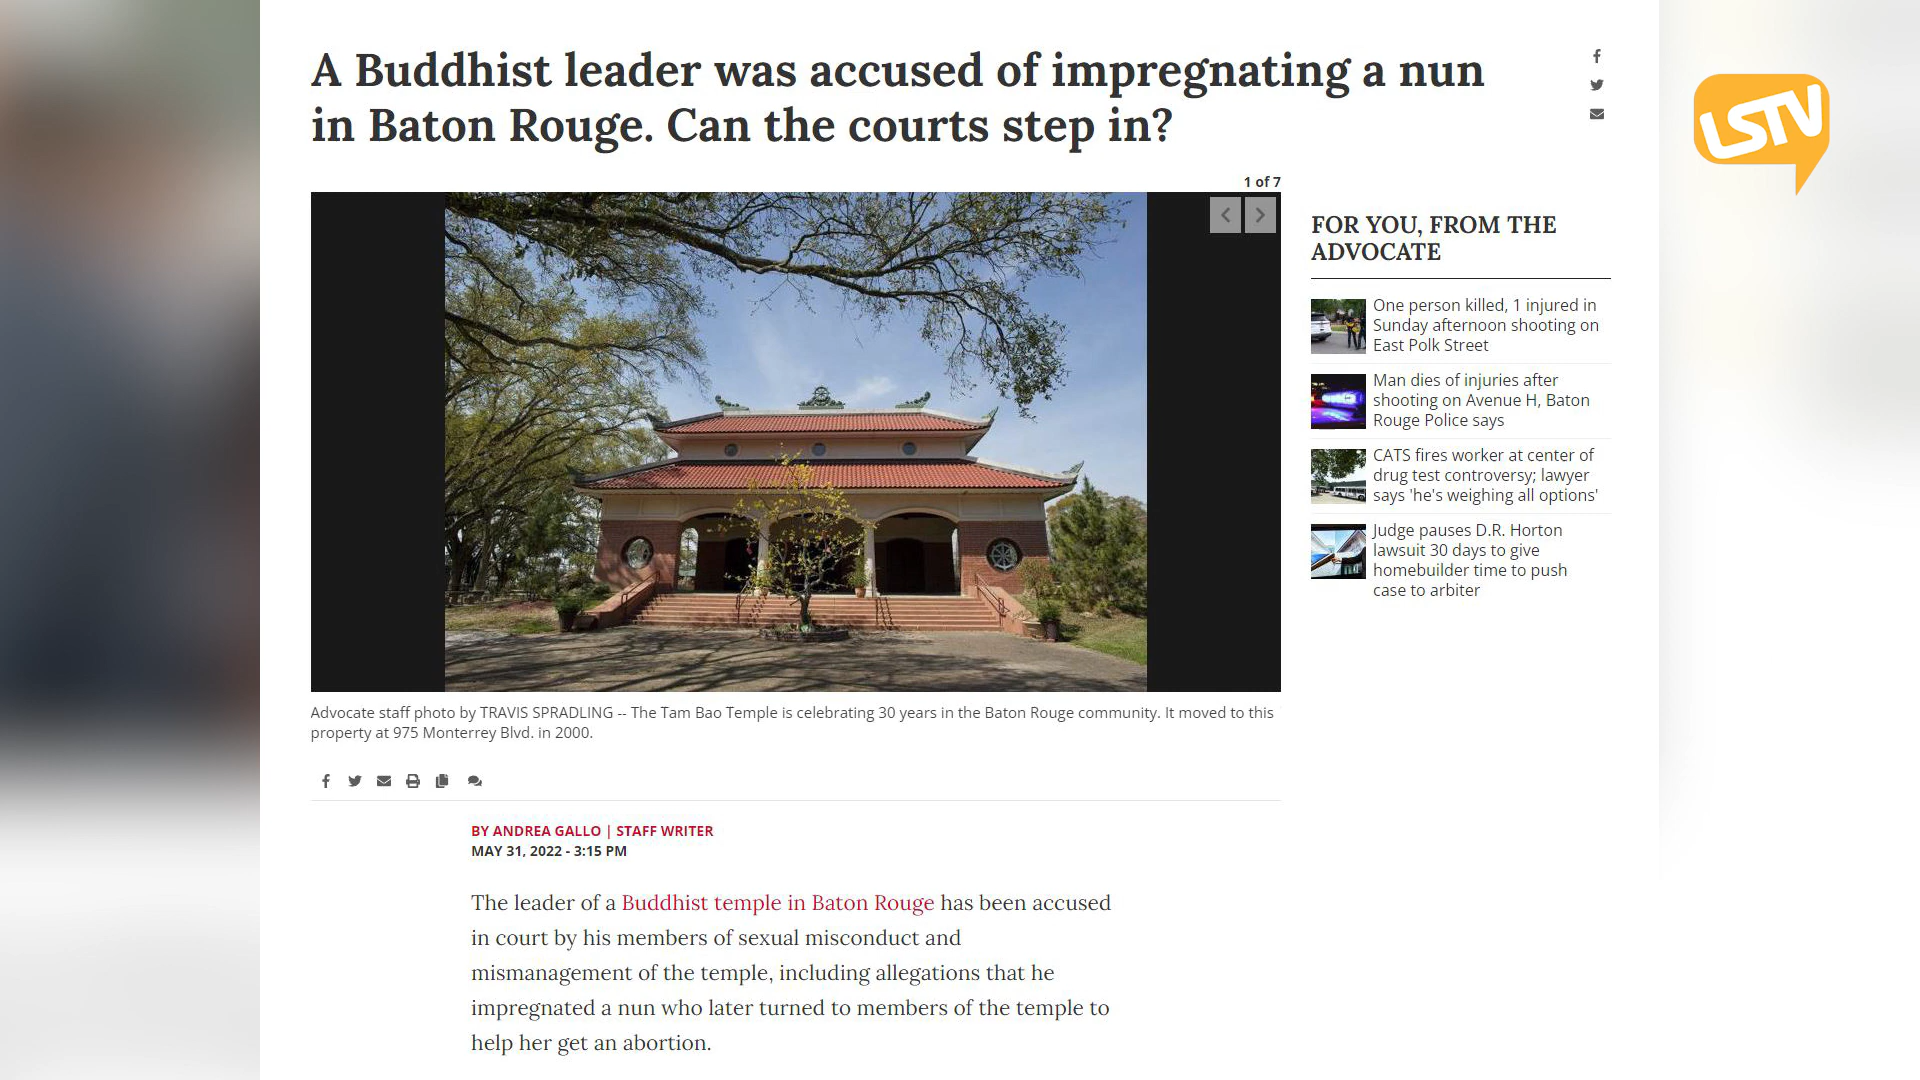 A Buddhist leader was accused of impregnating a nun
in Baton Rouge. Can the courts step in?
LSTV
1 of 7
FOR YOU, FROM THE
ADVOCATE
One person killed, 1 injured in
Sunday afternoon shooting on
East Polk Street
Man dies of injuries after
shooting on Avenue H, Baton
Rouge Police says
CATS fires worker at center of
drug test controversy; lawyer
says 'he's weighing all options'
Judge pauses D.R. Horton
lawsuit 30 days to give
homebuilder time to push
case to arbiter
Advocate staff photo by TRAVIS SPRADLING -- The Tam Bao Temple is celebrating 30 years in the Baton Rouge community. It moved to this
property at 975 Monterrey Blvd. in 2000.
BY ANDREA GALLO | STAFF WRITER
MAY 31, 2022 - 3:15 PM
The leader of a Buddhist temple in Baton Rouge has been accused
in court by his members of sexual misconduct and
mismanagement of the temple, including allegations that he
impregnated a nun who later turned to members of the temple to
help her get an abortion.